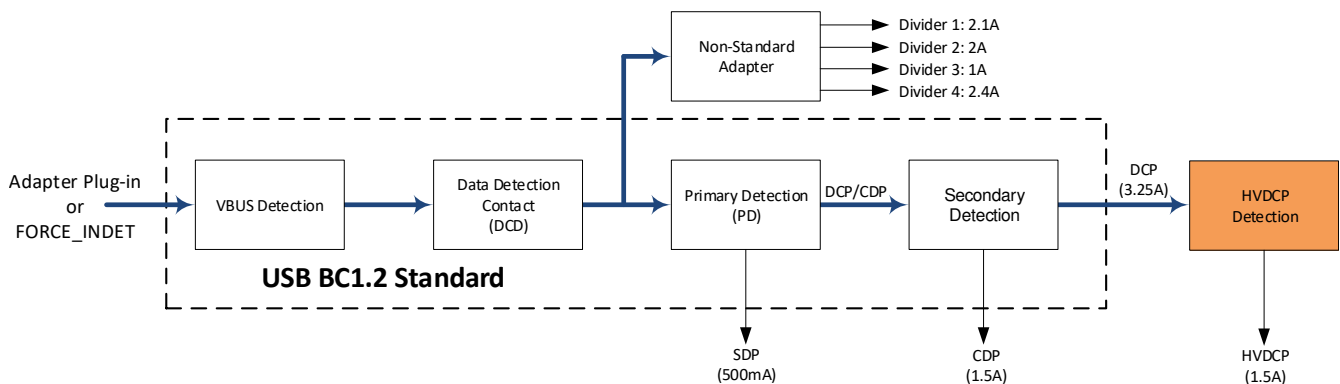 Non-Standard
Adapter
Divider 1: 2.1A
Divider 2: 2A
Divider 3: 1A
Divider 4: 2.4A
Adapter Plug-in
or
FORCE_INDET
VBUS Detection
Data Detection
Contact
(DCD)
Primary Detection
(PD)
DCP/CDP
Secondary
Detection
DCP
(3.25A)
HVDCP
Detection
USB BC1.2 Standard
SDP
(500mA)
CDP
(1.5A)
HVDCP
(1.5A)